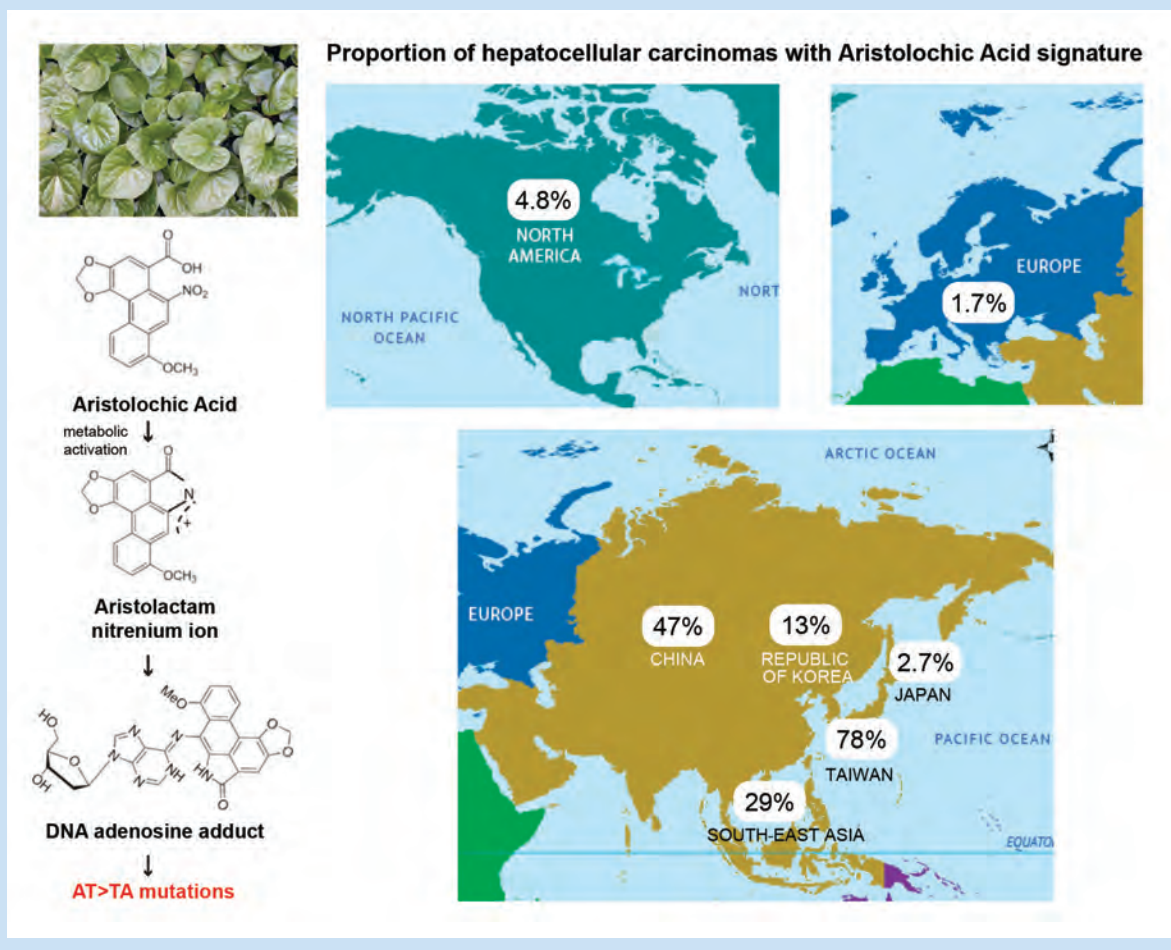 Proportion of hepatocellular carcinomas with Aristolochic Acid signature
O
O
O
OH
NO₂
OCH₃
Aristolochic Acid
metabolic
activation
O
O
O
N
+
OCH₃
Aristolactam
nitrenium ion
MeO
HO
O
OH
N
N
N
N
N
NH
HN
O
O
O
DNA adenosine adduct
AT>TA mutations
4.8%
NORTH
AMERICA
NORTH PACIFIC
OCEAN
NORT
EUROPE
1.7%
ARCTIC OCEAN
EUROPE
47%
CHINA
13%
REPUBLIC
OF KOREA
2.7%
JAPAN
78%
TAIWAN
PACIFIC OCEAN
29%
SOUTH-EAST ASIA
EQUATO